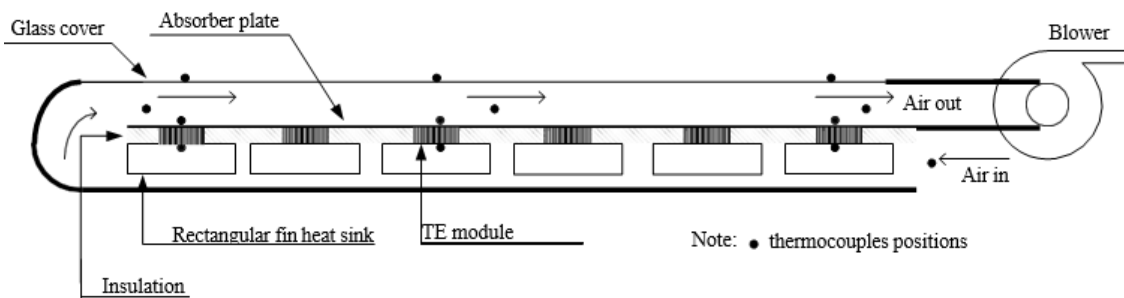 Absorber plate
Glass cover
Blower
Air out
Air in
Rectangular fin heat sink
TE module
Note: thermocouples positions
Insulation